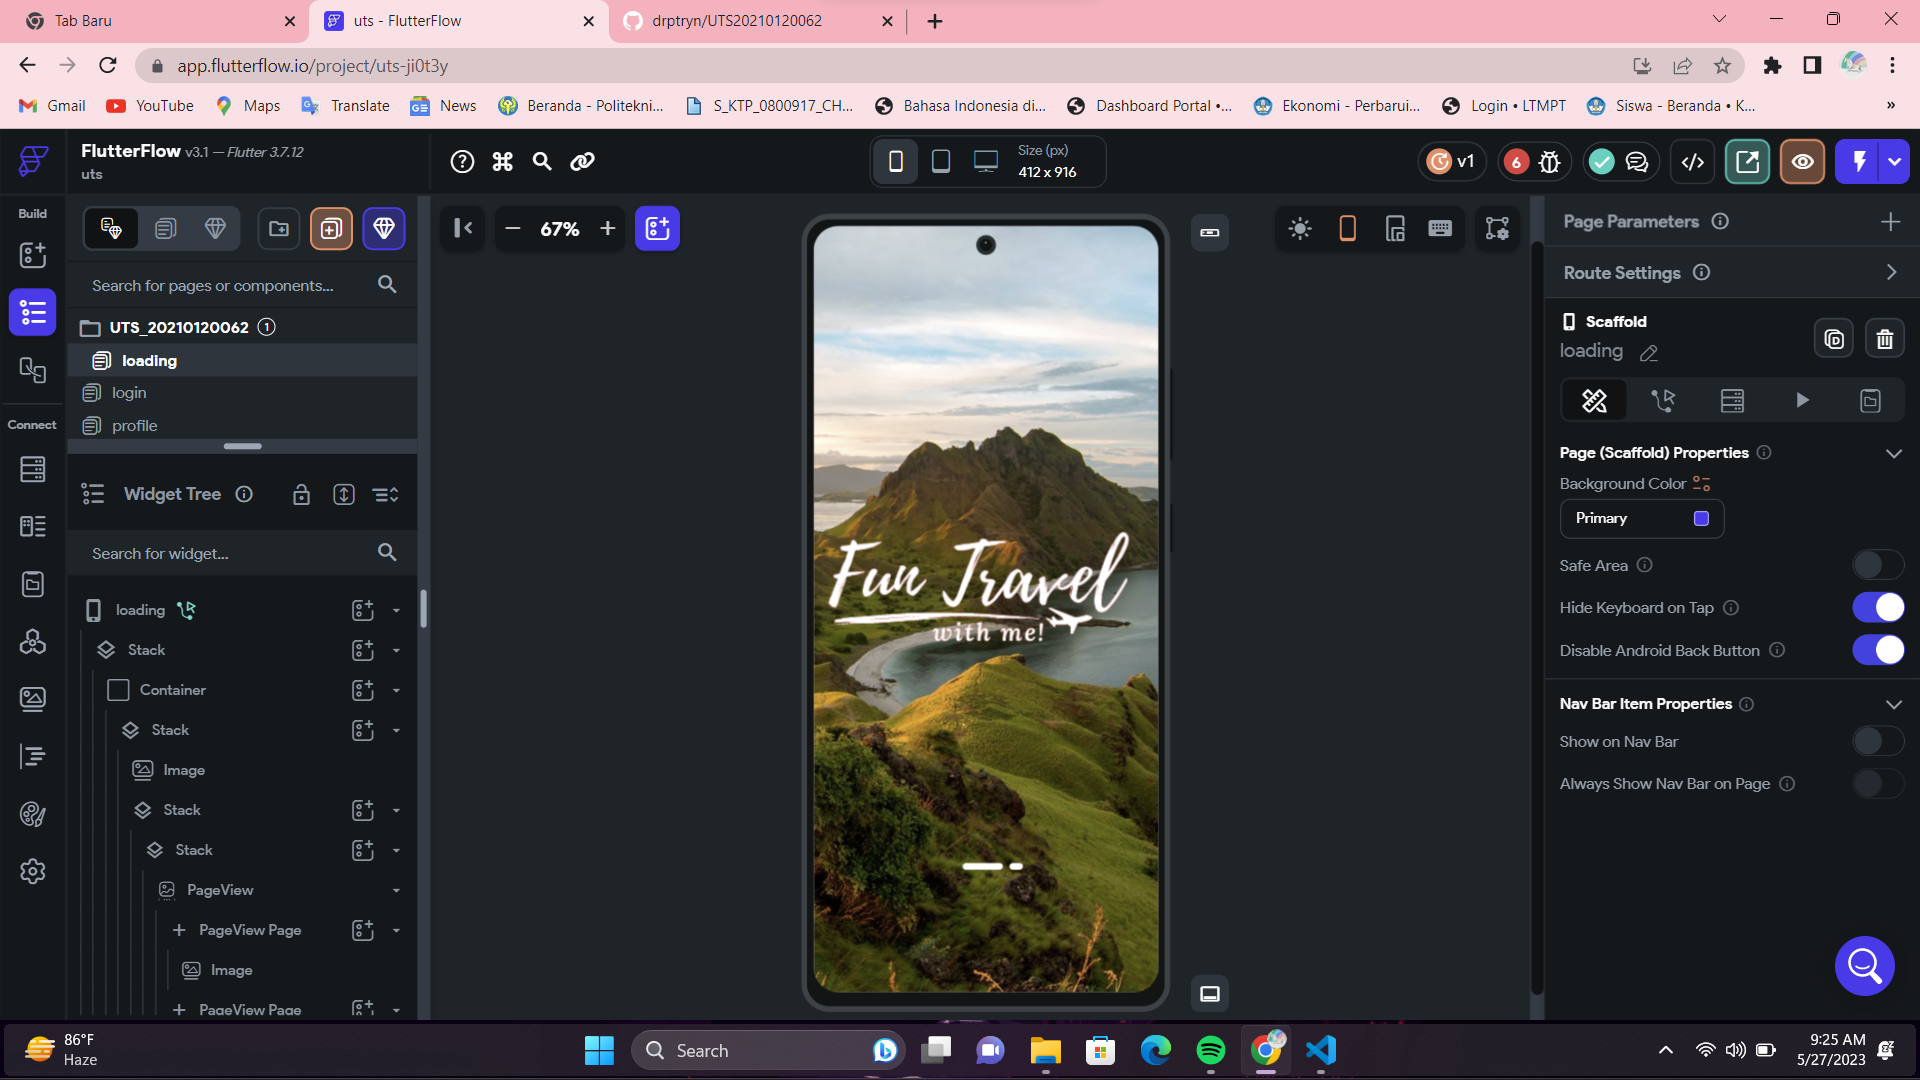 Tab Baru
uts - FlutterFlow
drptryn/UTS20210120062
app.flutterflow.io/project/uts-ji0t3y
Gmail
YouTube
Maps
Translate
News
Beranda - Politekni...
S_KTP_0800917_CH...
Bahasa Indonesia di...
Dashboard Portal •...
Ekonomi - Perbarui...
Login • LTMPT
Siswa - Beranda • K...
»
FlutterFlow v3.1 — Flutter 3.7.12
uts
Size (px)
412 x 916
v1
6
Build
67%
Search for pages or components...
UTS_20210120062 1
loading
login
profile
Connect
Widget Tree
Search for widget...
loading
Stack
Container
Stack
Image
Stack
Stack
PageView
PageView Page
Image
PageView Page
Fun Travel
with me!
Page Parameters
Route Settings
Scaffold
loading
Page (Scaffold) Properties
Background Color
Primary
Safe Area
Hide Keyboard on Tap
Disable Android Back Button
Nav Bar Item Properties
Show on Nav Bar
Always Show Nav Bar on Page
86°F
Haze
Search
9:25 AM
5/27/2023